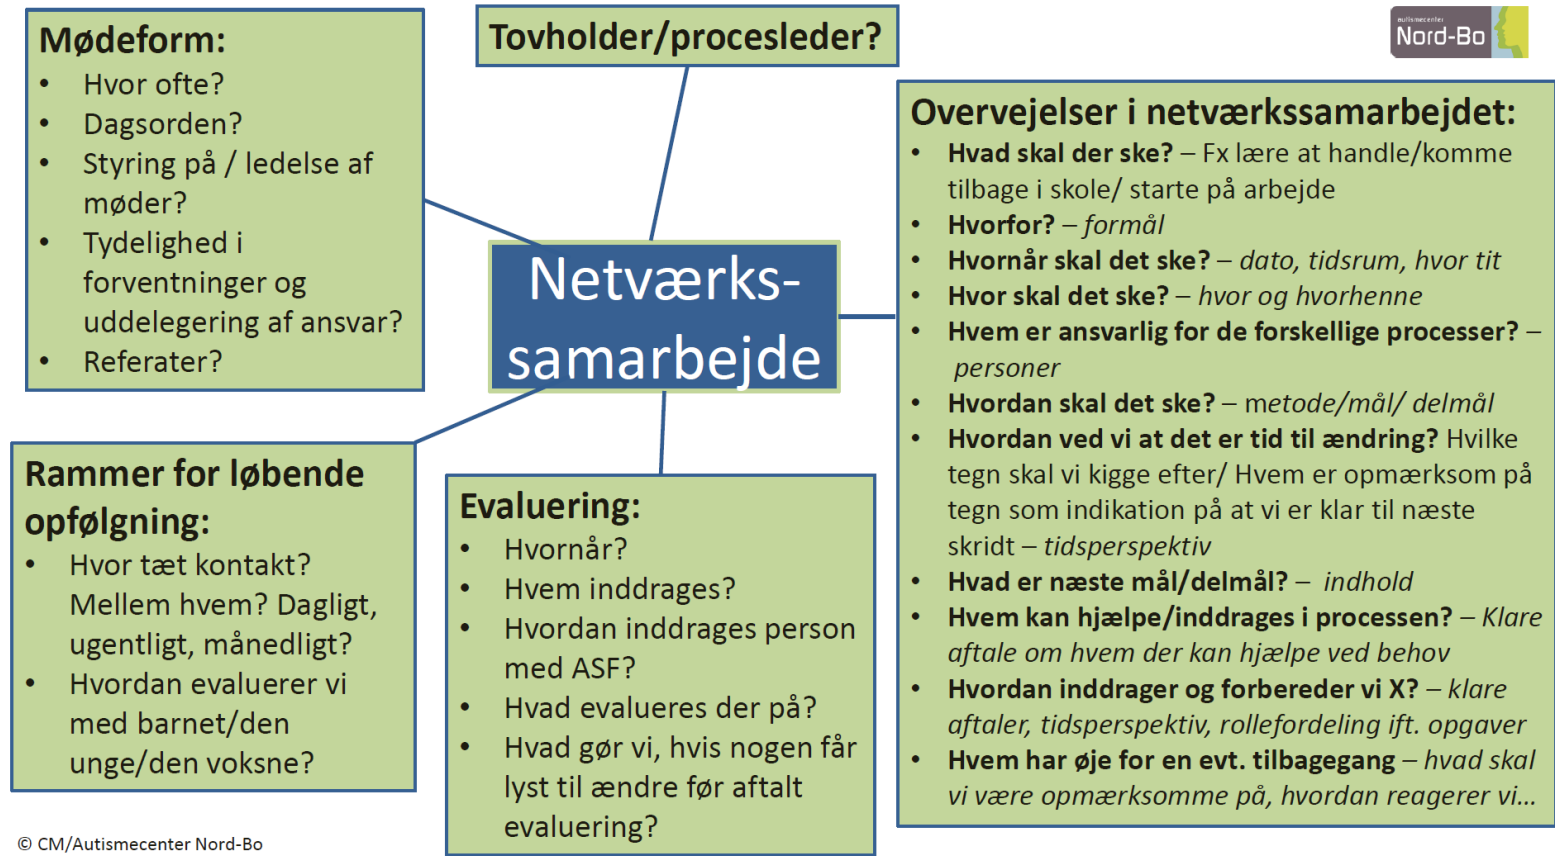 Mødeform:
• Hvor ofte?
• Dagsorden?
• Styring på / ledelse af
møder?
• Tydelighed i
forventninger og
uddelegering af ansvar?
• Referater?
Tovholder/procesleder?
autismecenter
Nord-Bo
Netværks-
samarbejde
Overvejelser i netværkssamarbejdet:
• Hvad skal der ske? – Fx lære at handle/komme
tilbage i skole/ starte på arbejde
• Hvorfor? – formål
• Hvornår skal det ske? – dato, tidsrum, hvor tit
• Hvor skal det ske? – hvor og hvorhenne
• Hvem er ansvarlig for de forskellige processer? –
personer
• Hvordan skal det ske? – metode/mål/ delmål
• Hvordan ved vi at det er tid til ændring? Hvilke
tegn skal vi kigge efter/ Hvem er opmærksom på
tegn som indikation på at vi er klar til næste
skridt – tidsperspektiv
• Hvad er næste mål/delmål? – indhold
• Hvem kan hjælpe/inddrages i processen? – Klare
aftale om hvem der kan hjælpe ved behov
• Hvordan inddrager og forbereder vi X? – klare
aftaler, tidsperspektiv, rollefordeling ift. opgaver
• Hvem har øje for en evt. tilbagegang – hvad skal
vi være opmærksomme på, hvordan reagerer vi…
Rammer for løbende
opfølgning:
• Hvor tæt kontakt?
Mellem hvem? Dagligt,
ugentligt, månedligt?
• Hvordan evaluerer vi
med barnet/den
unge/den voksne?
Evaluering:
• Hvornår?
• Hvem inddrages?
• Hvordan inddrages person
med ASF?
• Hvad evalueres der på?
• Hvad gør vi, hvis nogen får
lyst til ændre før aftalt
evaluering?
© CM/Autismecenter Nord-Bo